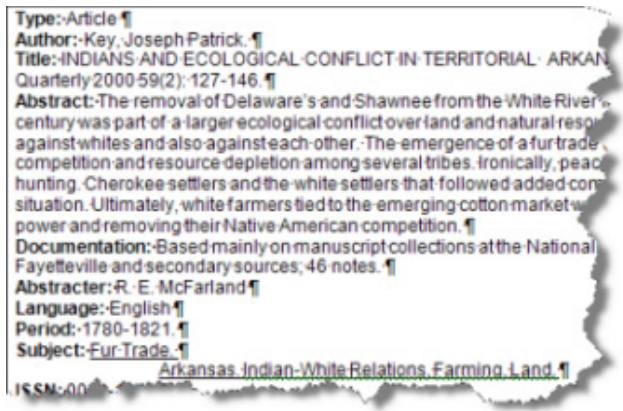 Type: Article ¶
Author: Key, Joseph Patrick. ¶
Title: INDIANS AND ECOLOGICAL CONFLICT IN TERRITORIAL ARKAN
Quarterly 2000 59(2): 127-146. ¶
Abstract: The removal of Delaware's and Shawnee from the White River
century was part of a larger ecological conflict over land and natural
against whites and also against each other. The emergence of a fur trade
competition and resource depletion among several tribes. Ironically,
hunting. Cherokee settlers and the white settlers that followed added
situation. Ultimately, white farmers tied to the emerging cotton market
power and removing their Native American competition. ¶
Documentation: Based mainly on manuscript collections at the National
Fayetteville and secondary sources; 46 notes. ¶
Abstracter: R. E. McFarland ¶
Language: English ¶
Period: 1780-1821. ¶
Subject: Fur Trade. ¶
Arkansas. Indian-White Relations. Farming. Land. ¶
ISSN: 00